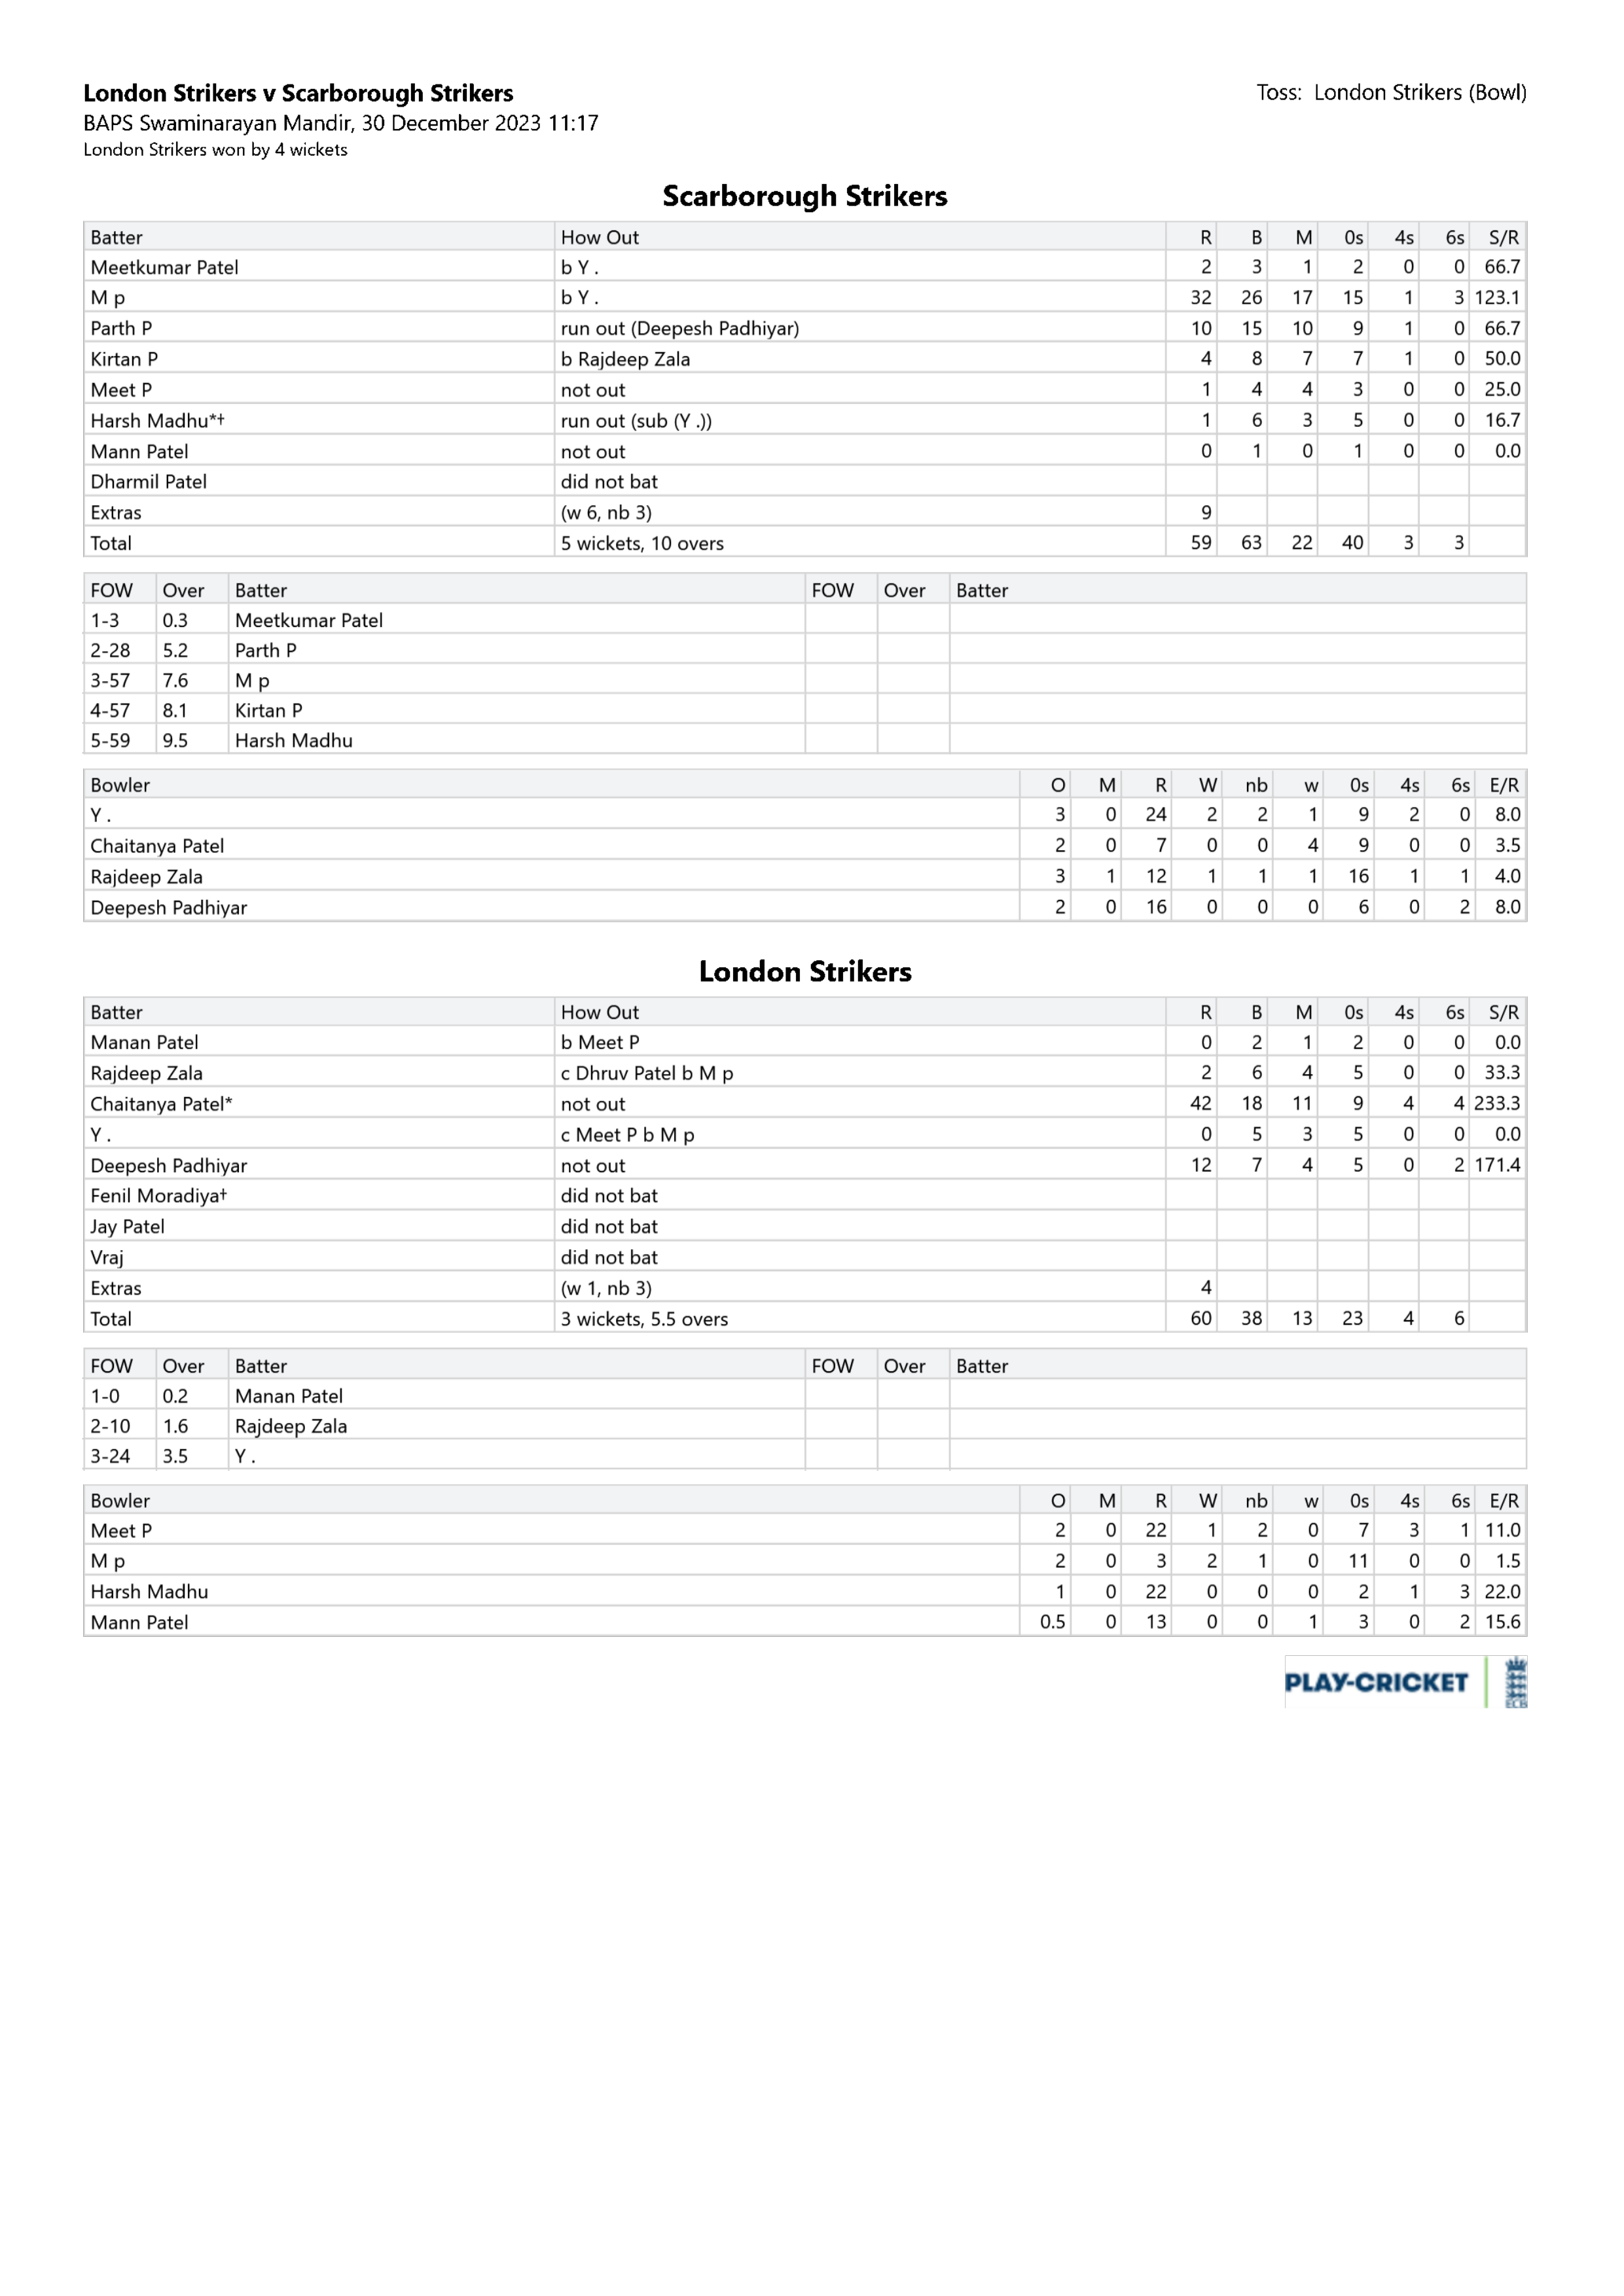 London Strikers v Scarborough Strikers Toss: London Strikers (Bowl)
BAPS Swaminarayan Mandir, 30 December 2023 11:17
London Strikers won by 4 wickets
Scarborough Strikers
Batter How Out R B M 0s 4s 6s S/R
Meetkumar Patel b Y . 2 3 1 2 0 0 66.7
M p b Y . 32 26 17 15 1 3 123.1
Parth P run out (Deepesh Padhiyar) 10 15 10 9 1 0 66.7
Kirtan P b Rajdeep Zala 4 8 7 7 1 0 50.0
Meet P not out 1 4 4 3 0 0 25.0
Harsh Madhu*† run out (sub (Y .)) 1 6 3 5 0 0 16.7
Mann Patel not out 0 1 0 1 0 0 0.0
Dharmil Patel did not bat
Extras (w 6, nb 3) 9
Total 5 wickets, 10 overs 59 63 22 40 3 3
FOW Over Batter FOW Over Batter
1-3 0.3 Meetkumar Patel
2-28 5.2 Parth P
3-57 7.6 M p
4-57 8.1 Kirtan P
5-59 9.5 Harsh Madhu
Bowler O M R W nb w 0s 4s 6s E/R
Y . 3 0 24 2 2 1 9 2 0 8.0
Chaitanya Patel 2 0 7 0 0 4 9 0 0 3.5
Rajdeep Zala 3 1 12 1 1 1 16 1 1 4.0
Deepesh Padhiyar 2 0 16 0 0 0 6 0 2 8.0
London Strikers
Batter How Out R B M 0s 4s 6s S/R
Manan Patel b Meet P 0 2 1 2 0 0 0.0
Rajdeep Zala c Dhruv Patel b M p 2 6 4 5 0 0 33.3
Chaitanya Patel* not out 42 18 11 9 4 4 233.3
Y . c Meet P b M p 0 5 3 5 0 0 0.0
Deepesh Padhiyar not out 12 7 4 5 0 2 171.4
Fenil Moradiya† did not bat
Jay Patel did not bat
Vraj did not bat
Extras (w 1, nb 3) 4
Total 3 wickets, 5.5 overs 60 38 13 23 4 6
FOW Over Batter FOW Over Batter
1-0 0.2 Manan Patel
2-10 1.6 Rajdeep Zala
3-24 3.5 Y .
Bowler O M R W nb w 0s 4s 6s E/R
Meet P 2 0 22 1 2 0 7 3 1 11.0
M p 2 0 3 2 1 0 11 0 0 1.5
Harsh Madhu 1 0 22 0 0 0 2 1 3 22.0
Mann Patel 0.5 0 13 0 0 1 3 0 2 15.6
PLAY-CRICKET ECB